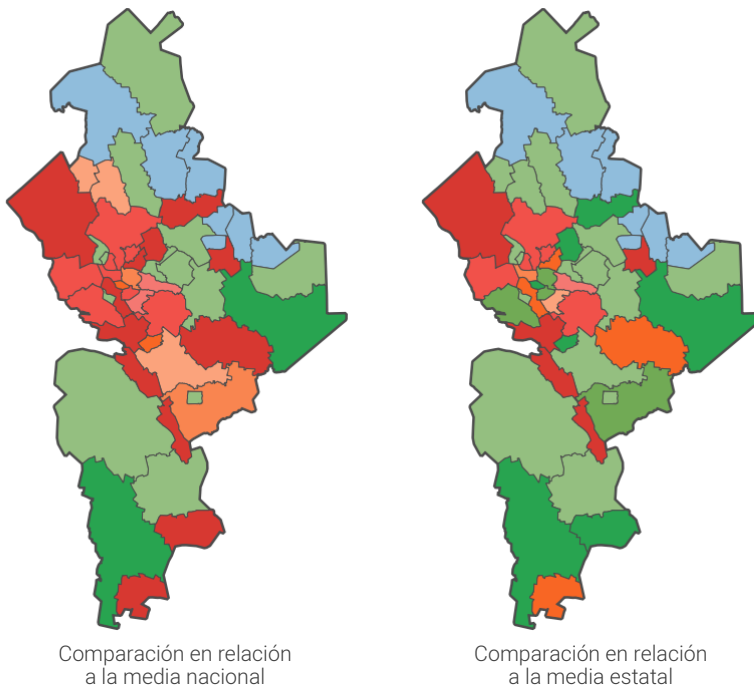 Comparación en relación
a la media nacional
Comparación en relación
a la media estatal